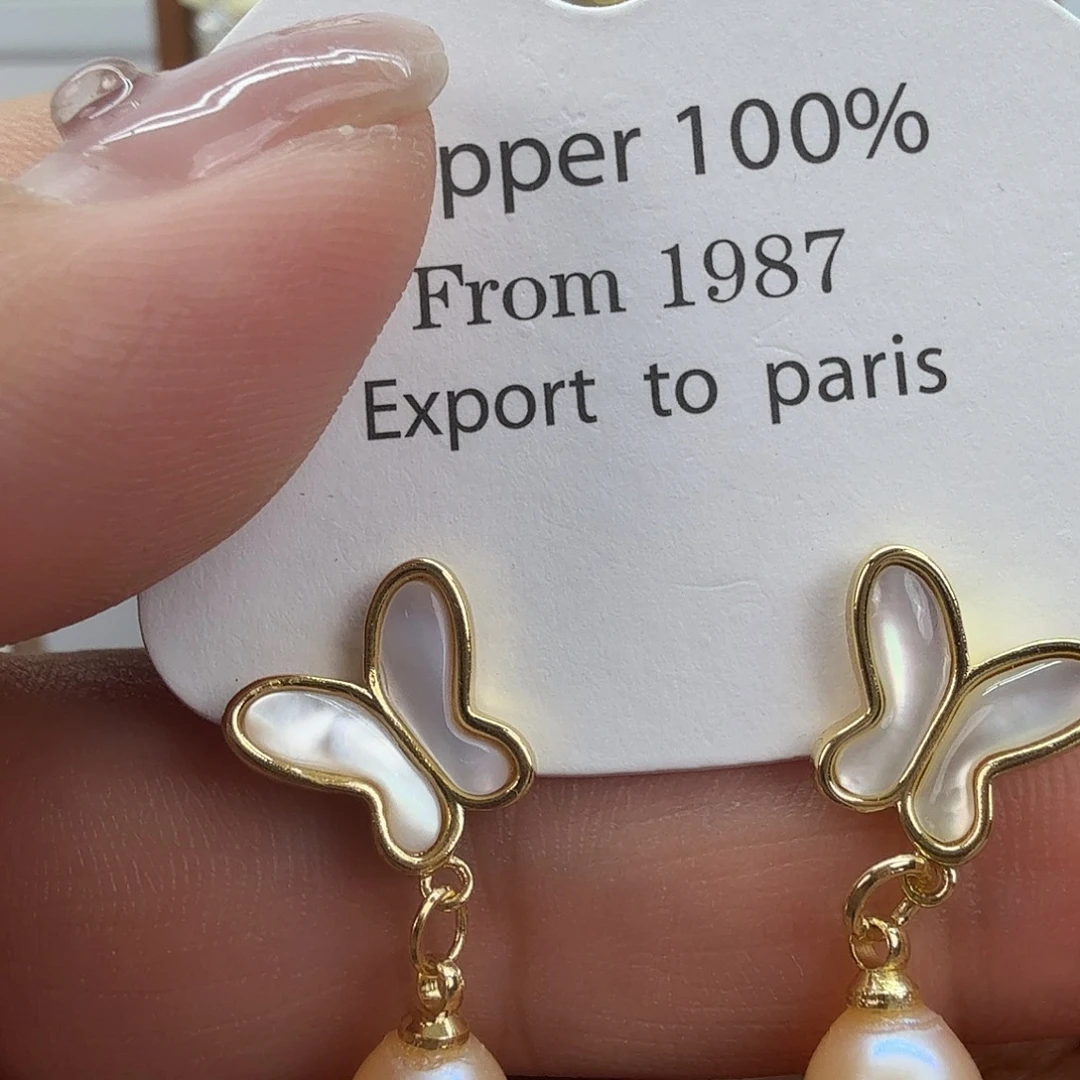 pper 100%
From 1987
Export to paris